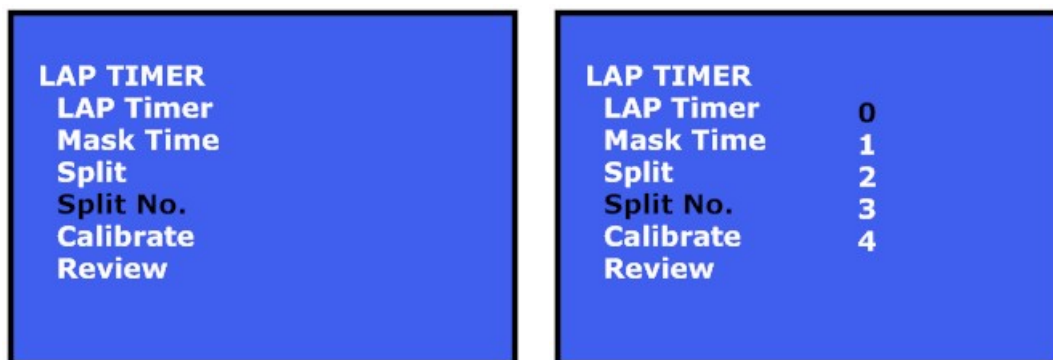 LAP TIMER
LAP Timer
Mask Time
Split
Split No.
Calibrate
Review
LAP TIMER
LAP Timer 0
Mask Time 1
Split 2
Split No. 3
Calibrate 4
Review